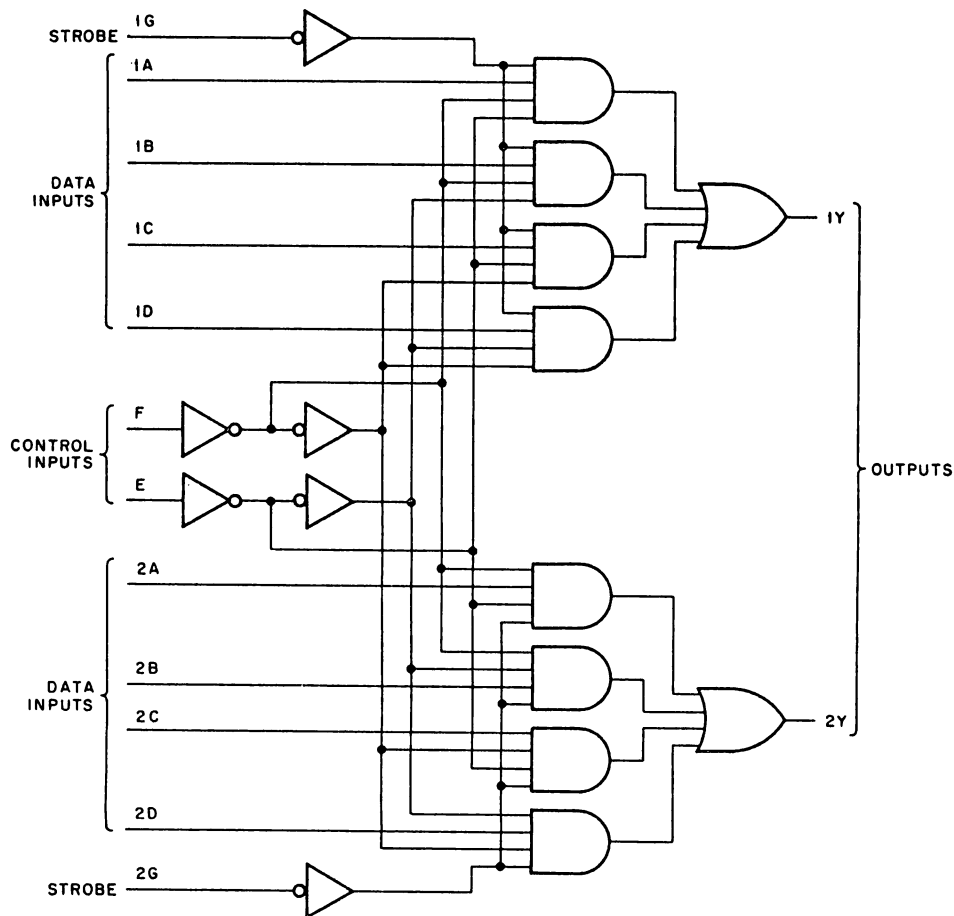 STROBE 1G
1A
1B
DATA
INPUTS
1C
1D
1Y
F
CONTROL
INPUTS
E
OUTPUTS
2A
2B
DATA
INPUTS
2C
2D
2Y
STROBE 2G